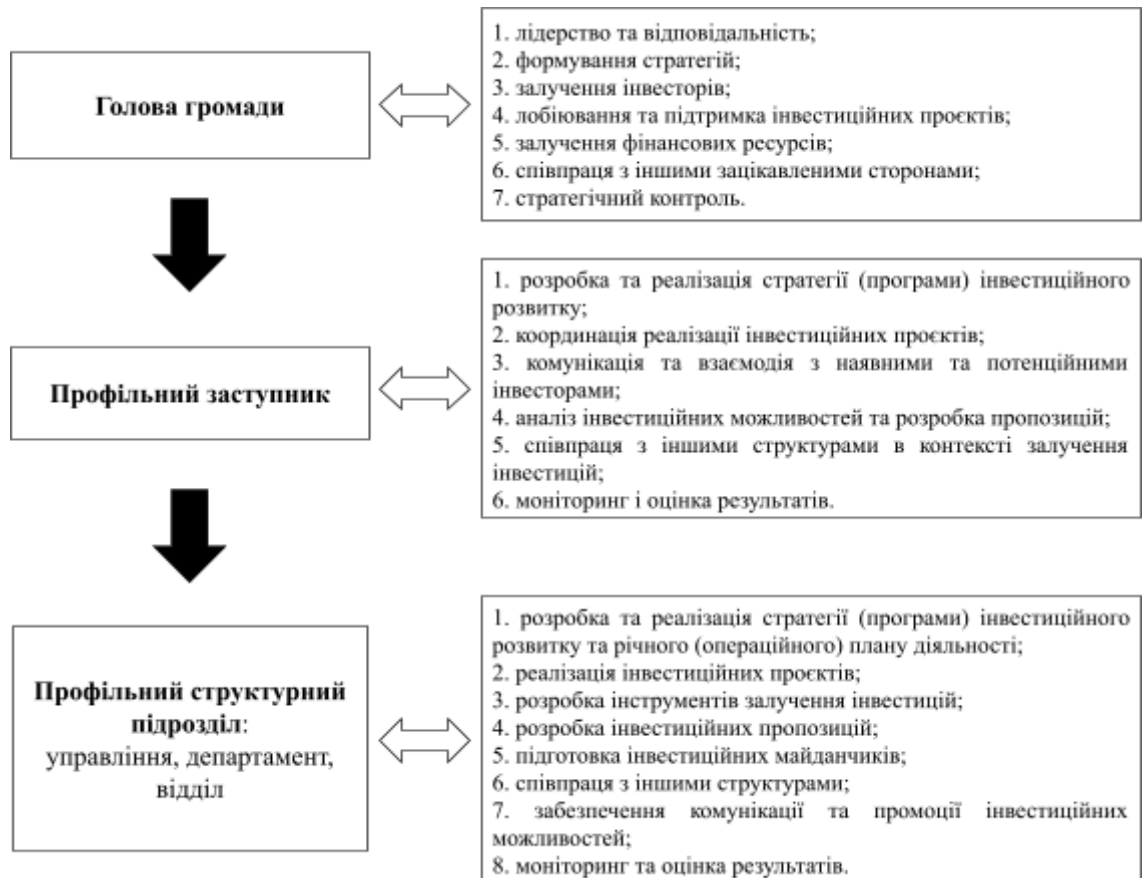 Голова громади
1. лідерство та відповідальність;
2. формування стратегій;
3. залучення інвесторів;
4. лобіювання та підтримка інвестиційних проєктів;
5. залучення фінансових ресурсів;
6. співпраця з іншими зацікавленими сторонами;
7. стратегічний контроль.
Профільний заступник
1. розробка та реалізація стратегії (програми) інвестиційного
розвитку;
2. координація реалізації інвестиційних проєктів;
3. комунікація та взаємодія з наявними та потенційними
інвесторами;
4. аналіз інвестиційних можливостей та розробка пропозицій;
5. співпраця з іншими структурами в контексті залучення
інвестицій;
6. моніторинг і оцінка результатів.
Профільний структурний
підрозділ:
управління, департамент,
відділ
1. розробка та реалізація стратегії (програми) інвестиційного
розвитку та річного (операційного) плану діяльності;
2. реалізація інвестиційних проєктів;
3. розробка інструментів залучення інвестицій;
4. розробка інвестиційних пропозицій;
5. підготовка інвестиційних майданчиків;
6. співпраця з іншими структурами;
7. забезпечення комунікації та промоції інвестиційних
можливостей;
8. моніторинг та оцінка результатів.